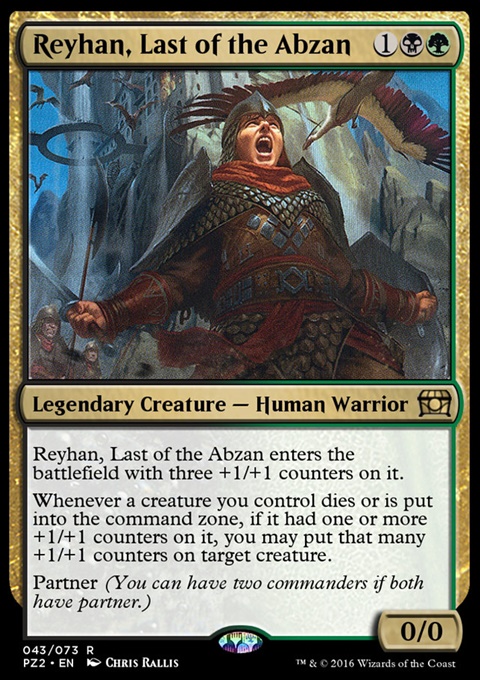 Reyhan, Last of the Abzan 1
Legendary Creature — Human Warrior
Reyhan, Last of the Abzan enters the
battlefield with three +1/+1 counters on it.
Whenever a creature you control dies or is put
into the command zone, if it had one or more
+1/+1 counters on it, you may put that many
+1/+1 counters on target creature.
Partner (You can have two commanders if both
have partner.)
0/0
043/073 R
PZ2 • EN Chris Rallis
™ & © 2016 Wizards of the Coast